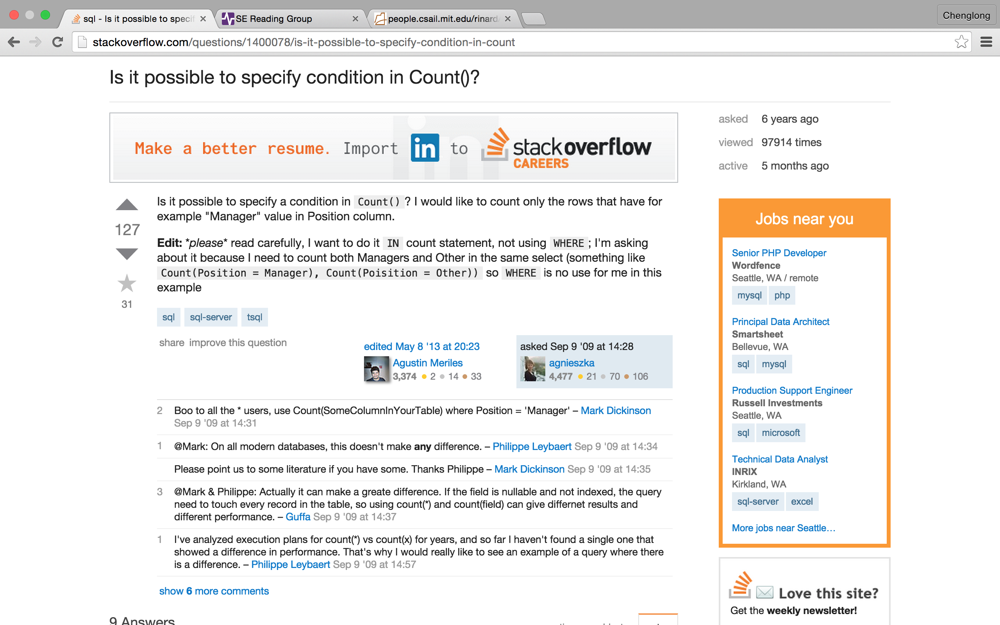 sql - Is it possible to specif
SE Reading Group
people.csail.mit.edu/rinard/
Chenglong
stackoverflow.com/questions/1400078/is-it-possible-to-specify-condition-in-count
Is it possible to specify condition in Count()?
Make a better resume. Import in to stackoverflow
CAREERS
asked 6 years ago
viewed 97914 times
active 5 months ago
127
31
Is it possible to specify a condition in Count() ? I would like to count only the rows that have for
example "Manager" value in Position column.
Edit: *please* read carefully, I want to do it IN count statement, not using WHERE ; I'm asking
about it because I need to count both Managers and Other in the same select (something like
Count(Position = Manager), Count(Poisition = Other)) so WHERE is no use for me in this
example
sql sql-server tsql
share improve this question
edited May 8 '13 at 20:23
Agustin Meriles
3,374 2 14 33
asked Sep 9 '09 at 14:28
agnieszka
4,477 21 70 106
2 Boo to all the * users, use Count(SomeColumnInYourTable) where Position = 'Manager' – Mark Dickinson
Sep 9 '09 at 14:31
1 @Mark: On all modern databases, this doesn't make any difference. – Philippe Leybaert Sep 9 '09 at 14:34
Please point us to some literature if you have some. Thanks Philippe – Mark Dickinson Sep 9 '09 at 14:35
3 @Mark & Philippe: Actually it can make a greate difference. If the field is nullable and not indexed, the query
need to touch every record in the table, so using count(*) and count(field) can give differnet results and
different performance. – Guffa Sep 9 '09 at 14:37
1 I've analyzed execution plans for count(*) vs count(x) for years, and so far I haven't found a single one that
showed a difference in performance. That's why I would really like to see an example of a query where there
is a difference. – Philippe Leybaert Sep 9 '09 at 14:57
show 6 more comments
9 Answers
Jobs near you
Senior PHP Developer
Wordfence
Seattle, WA / remote
mysql php
Principal Data Architect
Smartsheet
Bellevue, WA
sql mysql
Production Support Engineer
Russell Investments
Seattle, WA
sql microsoft
Technical Data Analyst
INRIX
Kirkland, WA
sql-server excel
More jobs near Seattle…
Love this site?
Get the weekly newsletter!